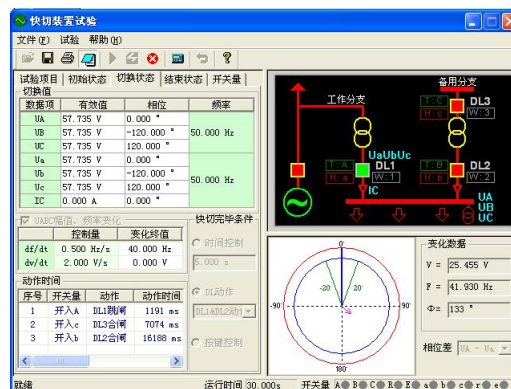 快切装置试验
文件(F) 试验 帮助(H)
试验项目 初始状态 切换状态 结束状态 开关量
切换值
数据项 有效值 相位 频率
UA 57.735 V 0.000 °
UB 57.735 V -120.000 ° 50.000 Hz
UC 57.735 V 120.000 °
Ua 57.735 V 0.000 °
Ub 57.735 V -120.000 ° 50.000 Hz
Uc 57.735 V 120.000 °
IC 0.000 A 0.000 °
UABC幅值、频率变化
控制量 变化终值
df/dt 0.500 Hz/s 40.000 Hz
dv/dt 2.000 V/s 0.000 V
快切完毕条件
时间控制
5.000 s
DL动作
DL1&DL2动
按键控制
动作时间
序号 开关量 动作 动作时间
1 开入A DL1跳闸 1191 ms
2 开入c DL3合闸 7074 ms
3 开入b DL2合闸 16188 ms
备用分支
工作分支
T: C DL3
H: c W: 3
UaUbUc
T: A DL1
H: a W: 1
T: B DL2
H: b W: 2
IC
UA
UB
UC
0°
-20° 20°
-90° 90°
180°
变化数据
V = 25.455 V
F = 41.930 Hz
Φ= 133 °
相位差 UA - Ua
就绪 运行时间 30.000s 开关量 A B C R E a b c r e